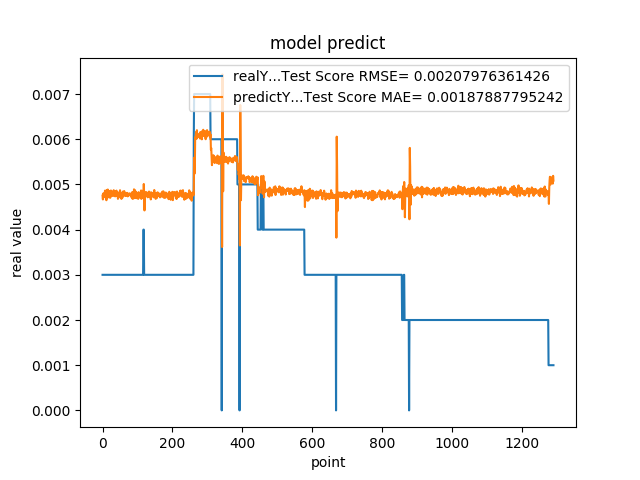 model predict
realY...Test Score RMSE= 0.00207976361426
predictY...Test Score MAE= 0.00187887795242
real value
0.007
0.006
0.005
0.004
0.003
0.002
0.001
0.000
0 200 400 600 800 1000 1200
point